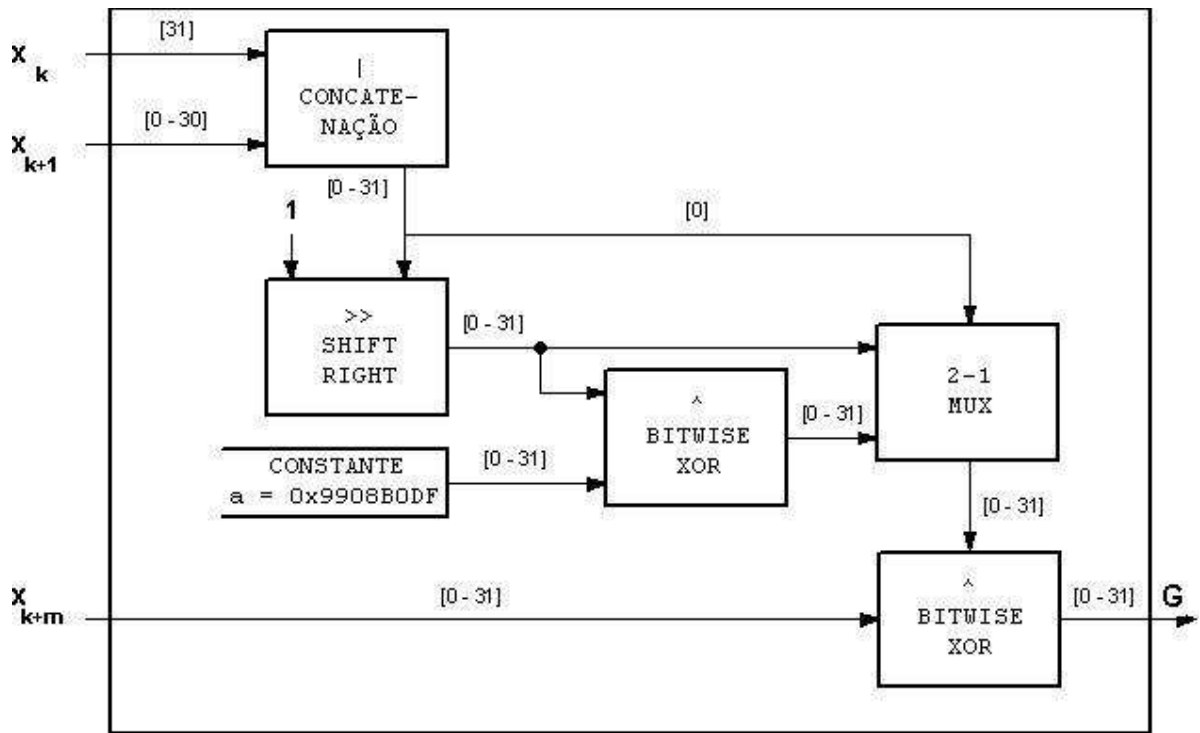 [31]
X k
|
CONCATE-
NAÇÃO
[0 - 30]
X k+1
[0 - 31]
1
[0]
>>
SHIFT
RIGHT
[0 - 31]
2-1
MUX
^
BITWISE
XOR
[0 - 31]
CONSTANTE
a = 0x9908B0DF
[0 - 31]
[0 - 31]
X k+m
[0 - 31]
^
BITWISE
XOR
[0 - 31]
G